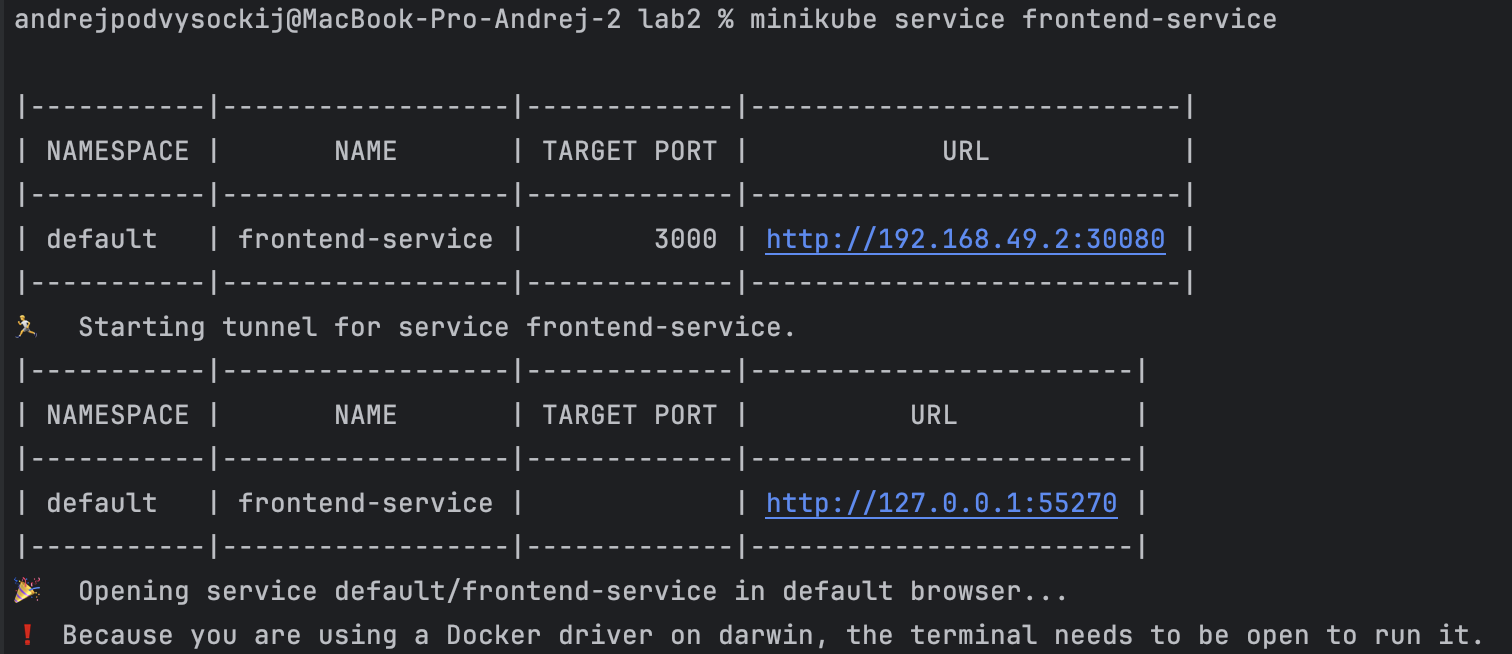 andrejpodvysockij@MacBook-Pro-Andrej-2 lab2 % minikube service frontend-service
|-----------|------------------|-------------|---------------------------|
| NAMESPACE |       NAME       | TARGET PORT |            URL            |
|-----------|------------------|-------------|---------------------------|
| default   | frontend-service |        3000 | http://192.168.49.2:30080 |
|-----------|------------------|-------------|---------------------------|
🏃  Starting tunnel for service frontend-service.
|-----------|------------------|-------------|------------------------|
| NAMESPACE |       NAME       | TARGET PORT |          URL           |
|-----------|------------------|-------------|------------------------|
| default   | frontend-service |             | http://127.0.0.1:55270 |
|-----------|------------------|-------------|------------------------|
🎉  Opening service default/frontend-service in default browser...
❗  Because you are using a Docker driver on darwin, the terminal needs to be open to run it.